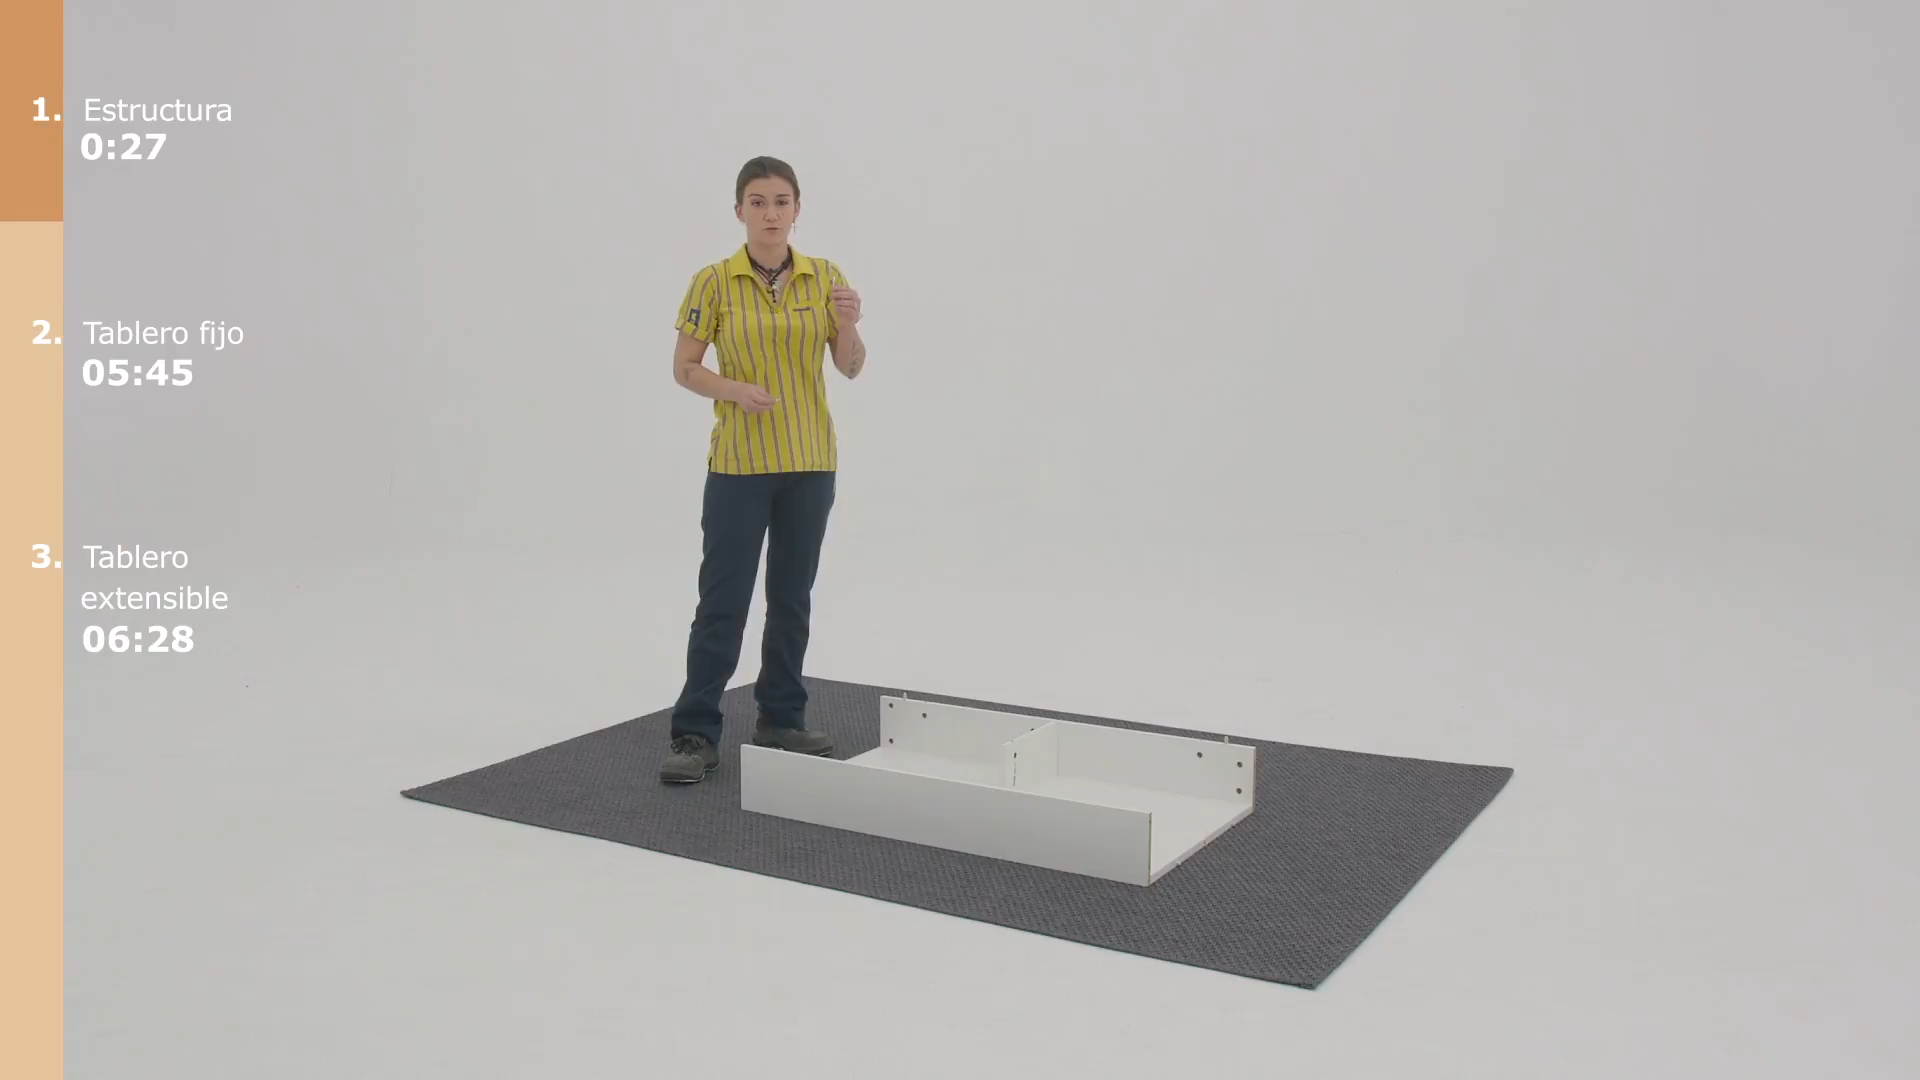 1. Estructura
0:27
2. Tablero fijo
05:45
3. Tablero
extensible
06:28